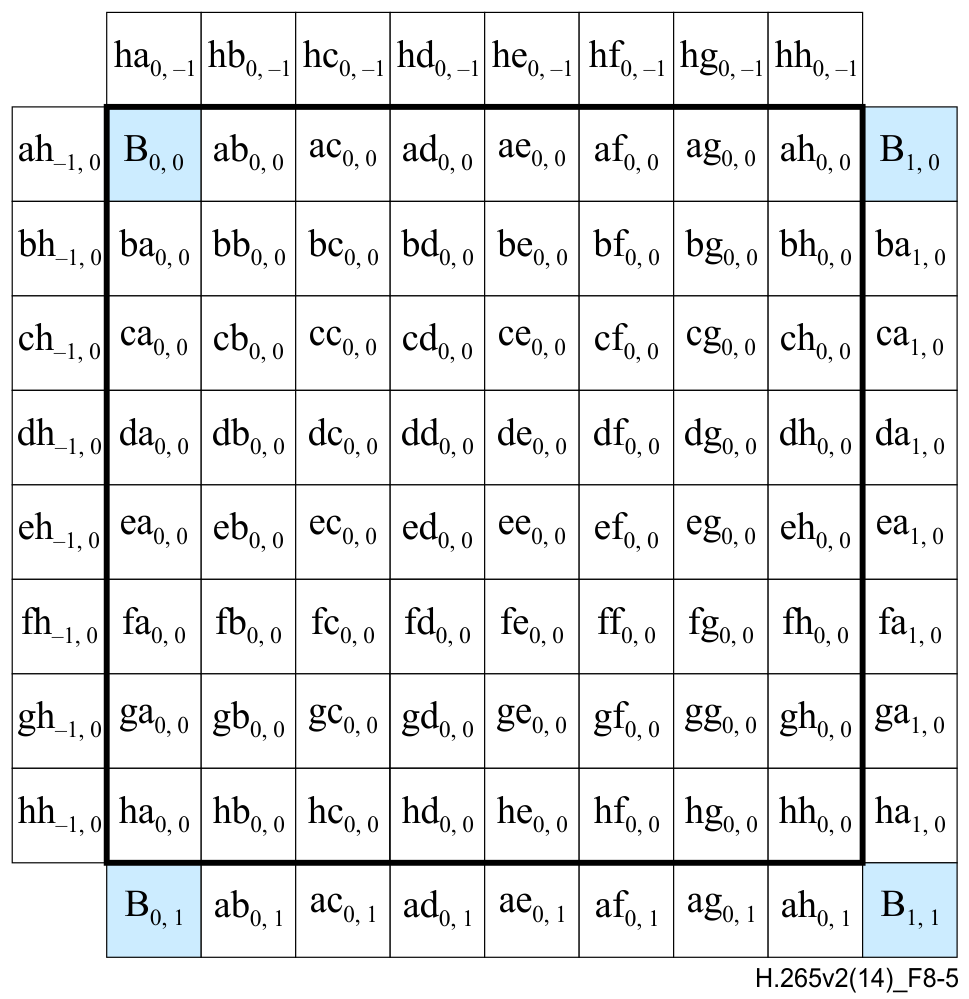 ha0, –1 hb0, –1 hc0, –1 hd0, –1 he0, –1 hf0, –1 hg0, –1 hh0, –1
ah–1, 0 B0, 0 ab0, 0 ac0, 0 ad0, 0 ae0, 0 af0, 0 ag0, 0 ah0, 0 B1, 0
bh–1, 0 ba0, 0 bb0, 0 bc0, 0 bd0, 0 be0, 0 bf0, 0 bg0, 0 bh0, 0 ba1, 0
ch–1, 0 ca0, 0 cb0, 0 cc0, 0 cd0, 0 ce0, 0 cf0, 0 cg0, 0 ch0, 0 ca1, 0
dh–1, 0 da0, 0 db0, 0 dc0, 0 dd0, 0 de0, 0 df0, 0 dg0, 0 dh0, 0 da1, 0
eh–1, 0 ea0, 0 eb0, 0 ec0, 0 ed0, 0 ee0, 0 ef0, 0 eg0, 0 eh0, 0 ea1, 0
fh–1, 0 fa0, 0 fb0, 0 fc0, 0 fd0, 0 fe0, 0 ff0, 0 fg0, 0 fh0, 0 fa1, 0
gh–1, 0 ga0, 0 gb0, 0 gc0, 0 gd0, 0 ge0, 0 gf0, 0 gg0, 0 gh0, 0 ga1, 0
hh–1, 0 ha0, 0 hb0, 0 hc0, 0 hd0, 0 he0, 0 hf0, 0 hg0, 0 hh0, 0 ha1, 0
B0, 1 ab0, 1 ac0, 1 ad0, 1 ae0, 1 af0, 1 ag0, 1 ah0, 1 B1, 1
H.265v2(14)_F8-5